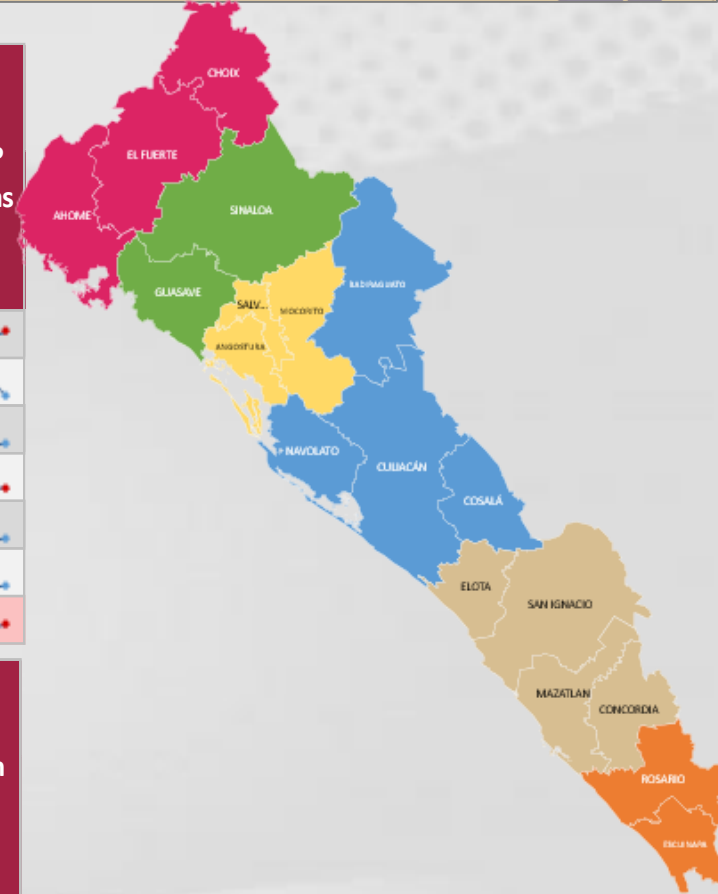 CHOIX
EL FUERTE
as
AHOME
SINALOA
BADIRAGUATO
GUASAVE
SALV...
MOCORITO
ANGOSTURA
NAVOLATO
CULIACÁN
COSALÁ
ELOTA
SAN IGNACIO
MAZATLAN
CONCORDIA
ROSARIO
ESCUINAPA